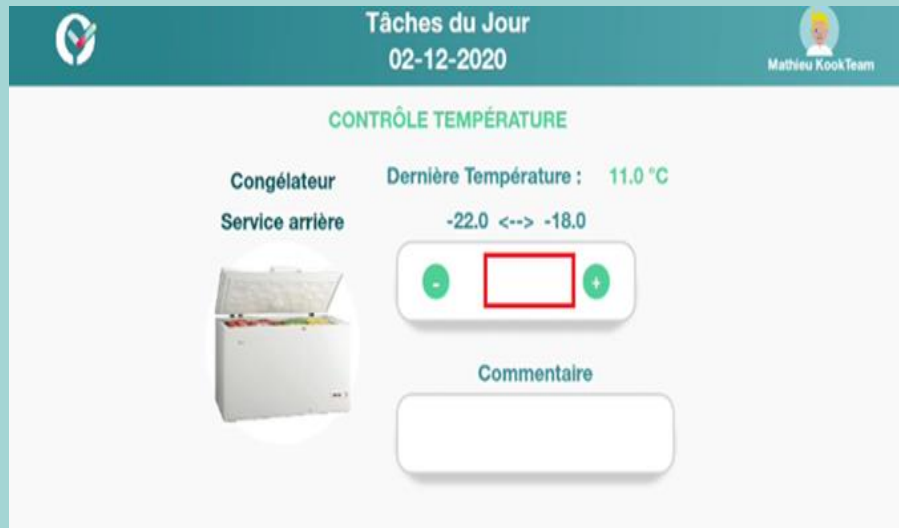 Tâches du Jour
02-12-2020
Mathieu KookTeam
CONTRÔLE TEMPÉRATURE
Congélateur
Service arrière
Dernière Température : 11.0 °C
-22.0 <--> -18.0
- +
Commentaire